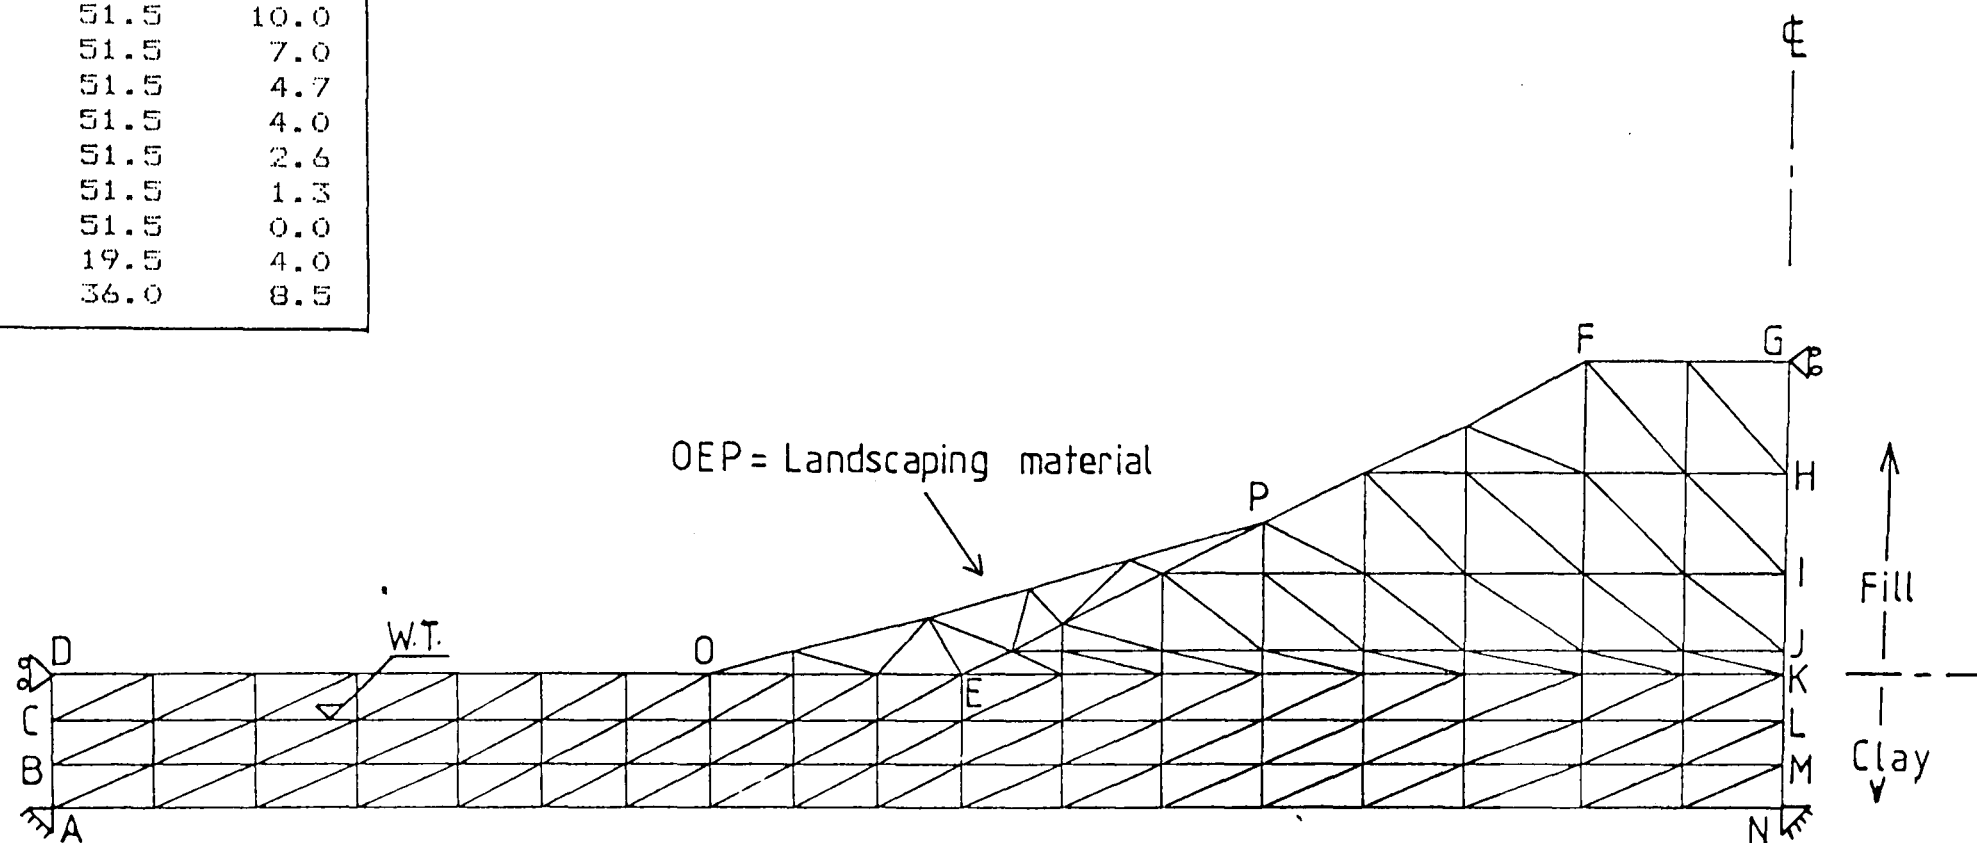 51.5 10.0
51.5 7.0
51.5 4.7
51.5 4.0
51.5 2.6
51.5 1.3
51.5 0.0
19.5 4.0
36.0 8.5
℄
F
G
OEP = Landscaping material
P
H
I
Fill
W.T.
D
O
J
K
E
C
L
B
M
Clay
A
N